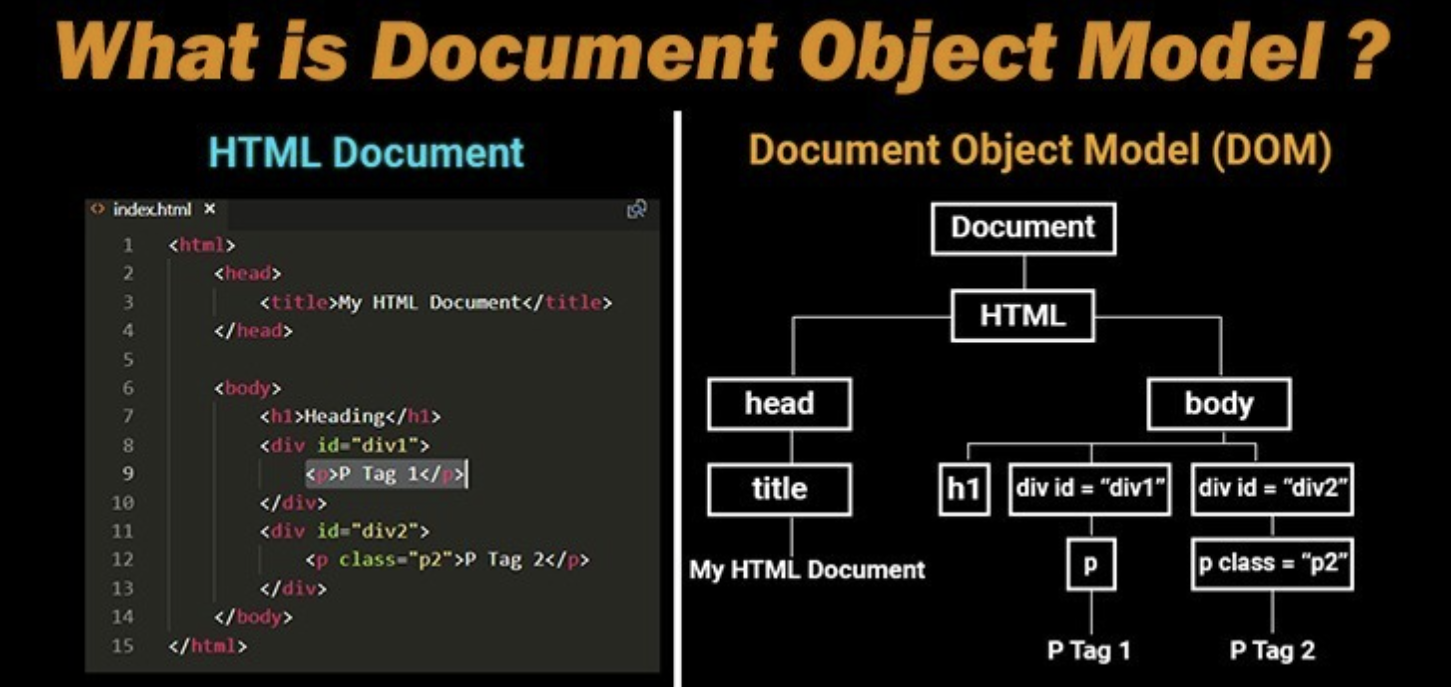 What is Document Object Model ?
HTML Document
<> index.html ×
1 <html>
2 <head>
3 <title>My HTML Document</title>
4 </head>
5
6 <body>
7 <h1>Heading</h1>
8 <div id="div1">
9 <p>P Tag 1</p>
10 </div>
11 <div id="div2">
12 <p class="p2">P Tag 2</p>
13 </div>
14 </body>
15 </html>
Document Object Model (DOM)
Document
HTML
head
body
title
h1
div id = “div1”
div id = “div2”
My HTML Document
p
p class = “p2”
P Tag 1
P Tag 2